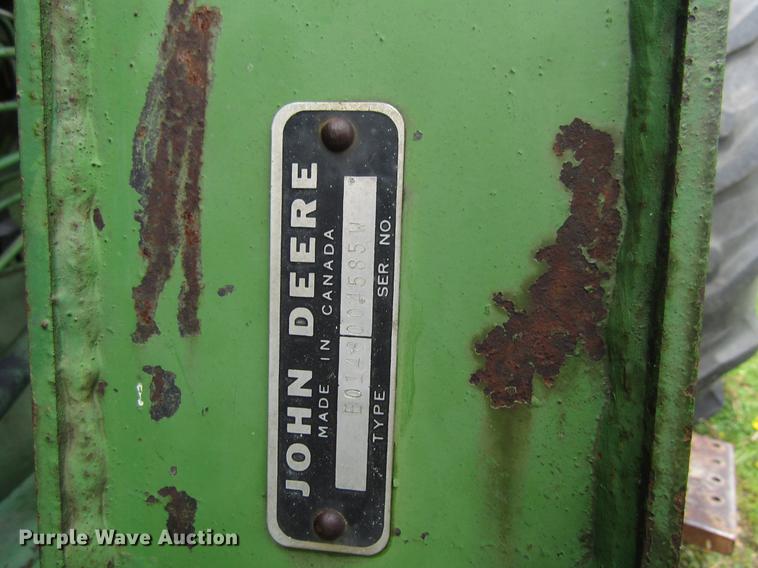 JOHN DEERE
MADE IN CANADA
TYPE SER. NO.
Purple Wave Auction